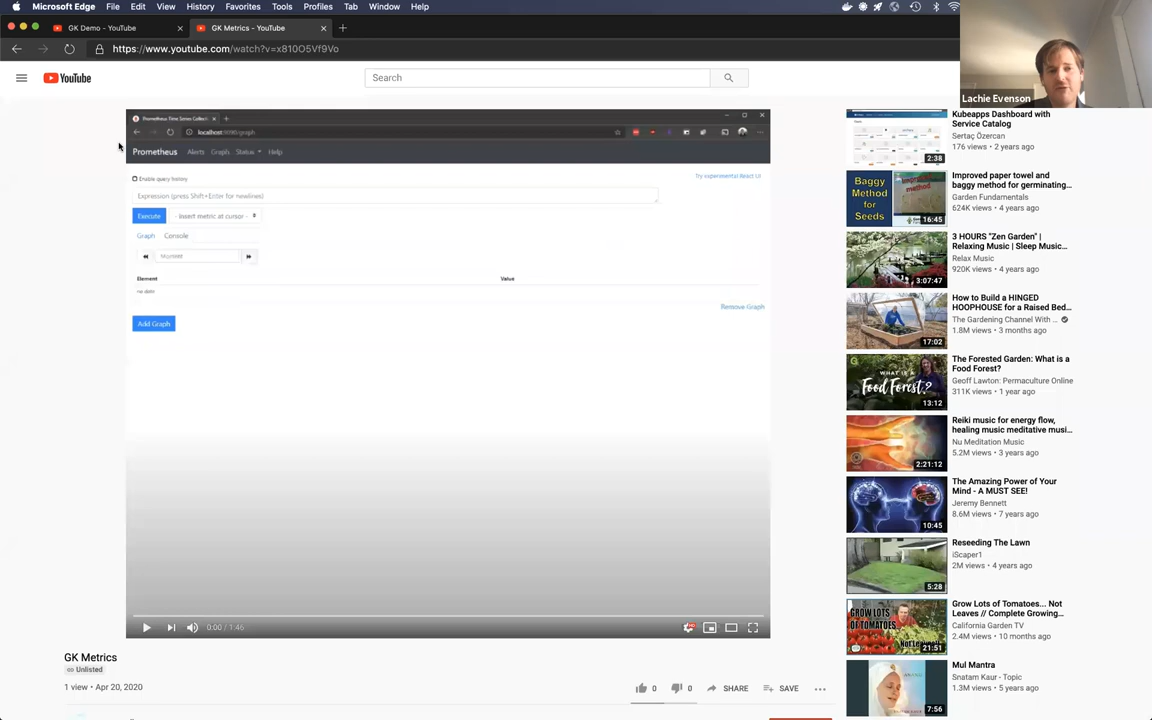 Microsoft Edge File Edit View History Favorites Tools Profiles Tab Window Help
GK Demo - YouTube
GK Metrics - YouTube
https://www.youtube.com/watch?v=x810O5Vf9Vo
Lachie Evenson
YouTube
Search
Prometheus Time Series Collecti
localhost:9090/graph
Prometheus Alerts Graph Status Help
Enable query history
Try experimental React UI
Expression (press Shift+Enter for newlines)
Execute
- insert metric at cursor -
Graph
Console
Moment
Element
Value
no data
Remove Graph
Add Graph
0:00 / 1:46
GK Metrics
Unlisted
1 view • Apr 20, 2020
0
0
SHARE
SAVE
Kubeapps Dashboard with
Service Catalog
Sertaç Özercan
176 views • 2 years ago
2:38
Baggy
Method
for
Seeds
16:45
Improved paper towel and
baggy method for germinating...
Garden Fundamentals
624K views • 4 years ago
3:07:47
3 HOURS "Zen Garden" |
Relaxing Music | Sleep Music...
Relax Music
920K views • 4 years ago
17:02
How to Build a HINGED
HOOPHOUSE for a Raised Bed...
The Gardening Channel With ...
1.8M views • 3 months ago
WHAT IS A
Food Forest?
13:12
The Forested Garden: What is a
Food Forest?
Geoff Lawton: Permaculture Online
311K views • 1 year ago
2:21:12
Reiki music for energy flow,
healing music meditative musi...
Nu Meditation Music
5.2M views • 3 years ago
10:45
The Amazing Power of Your
Mind - A MUST SEE!
Jeremy Bennett
8.6M views • 7 years ago
5:28
Reseeding The Lawn
iScaper1
2M views • 4 years ago
GROW LOTS
OF TOMATOES...
Not Leaves
21:51
Grow Lots of Tomatoes... Not
Leaves // Complete Growing...
California Garden TV
2.4M views • 10 months ago
7:56
Mul Mantra
Snatam Kaur - Topic
1.3M views • 5 years ago